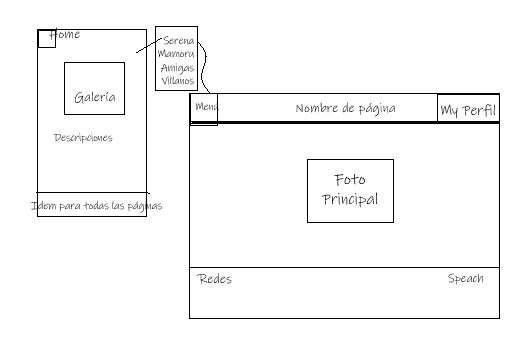 Home
Galería
Descripciones
Idem para todas las páginas
Serena
Mamoru
Amigas
Villanos
Menú
Nombre de página
My Perfil
Foto
Principal
Redes
Speach